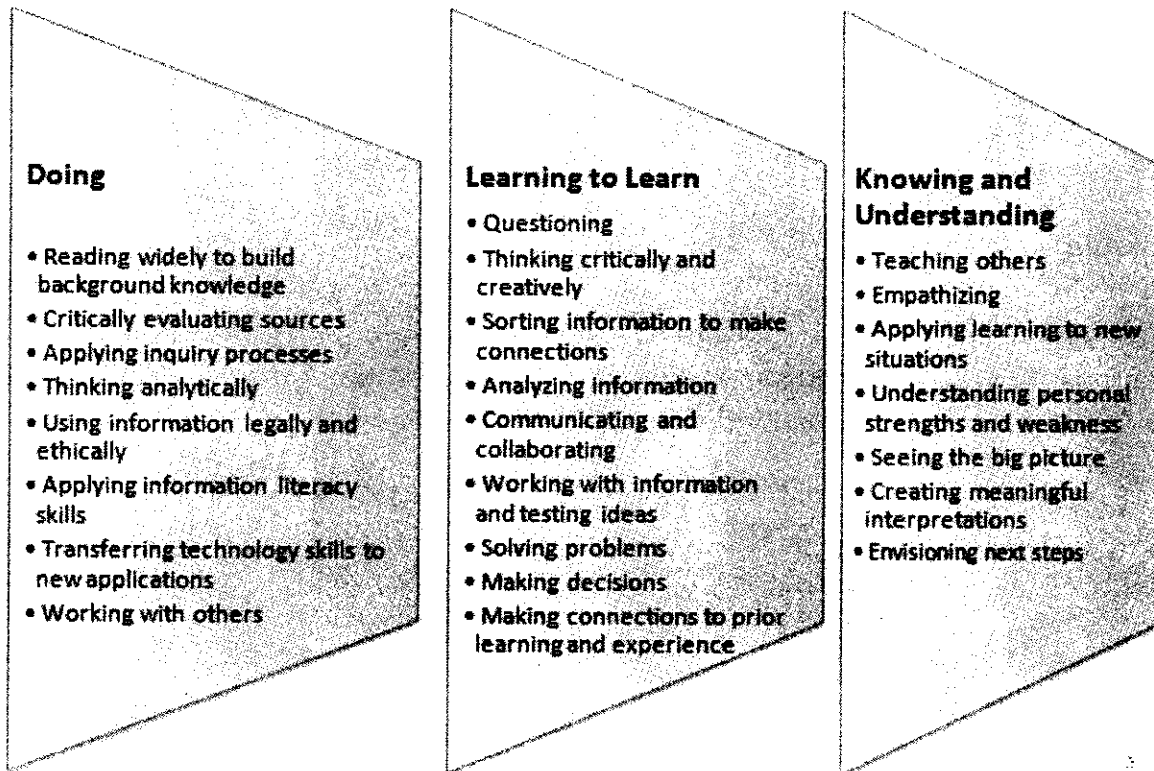 Doing
• Reading widely to build
background knowledge
• Critically evaluating sources
• Applying inquiry processes
• Thinking analytically
• Using information legally and
ethically
• Applying information literacy
skills
• Transferring technology skills to
new applications
• Working with others
Learning to Learn
• Questioning
• Thinking critically and
creatively
• Sorting information to make
connections
• Analyzing information
• Communicating and
collaborating
• Working with information
and testing ideas
• Solving problems
• Making decisions
• Making connections to prior
learning and experience
Knowing and
Understanding
• Teaching others
• Empathizing
• Applying learning to new
situations
• Understanding personal
strengths and weakness
• Seeing the big picture
• Creating meaningful
interpretations
• Envisioning next steps